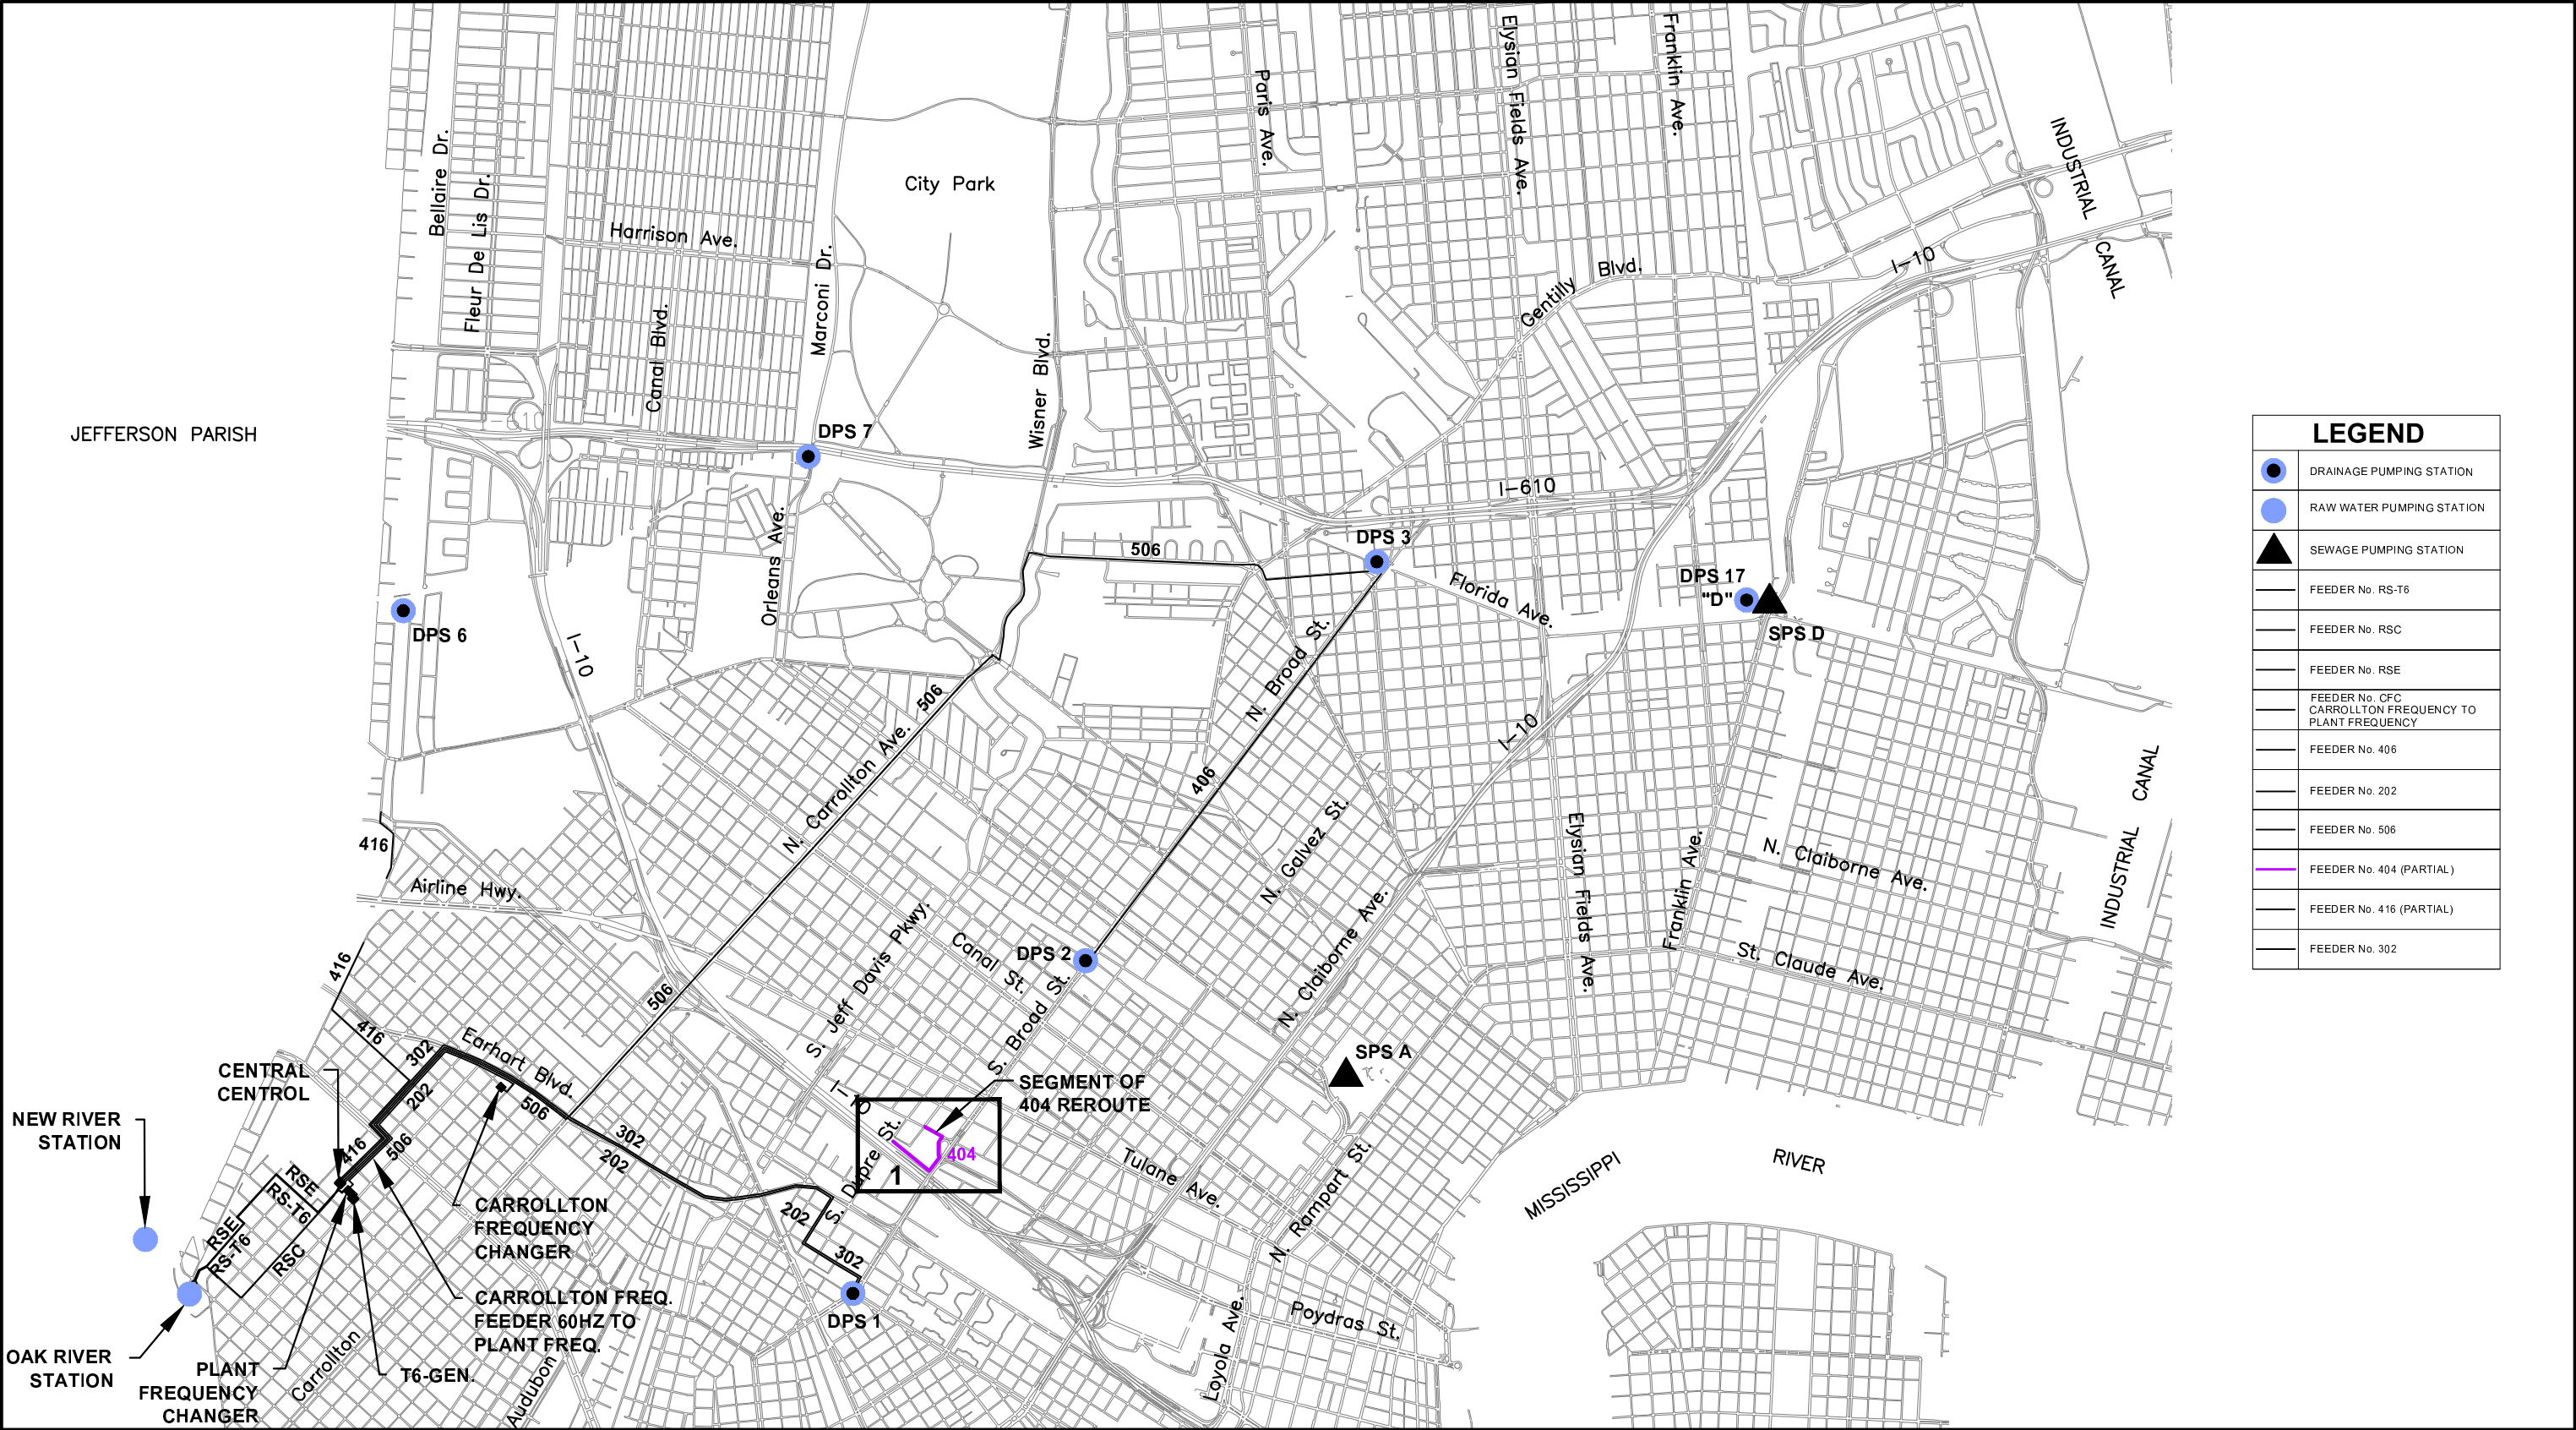 Elysian Fields Ave.
Franklin Ave.
Paris Ave.
INDUSTRIAL CANAL
Bellaire Dr.
Fleur De Lis Dr.
City Park
Harrison Ave.
Canal Blvd.
Marconi Dr.
Wisner Blvd.
Gentilly Blvd.
I-10
JEFFERSON PARISH
10
DPS 7
I-610
DPS 3
506
Orleans Ave.
Florida Ave.
DPS 17
"D"
SPS D
DPS 6
I-10
N. Broad St.
506
N. Carrollton Ave.
406
I-10
N. Galvez St.
INDUSTRIAL CANAL
416
Airline Hwy.
Elysian Fields Ave.
Franklin Ave.
N. Claiborne Ave.
St. Claude Ave.
S. Jeff Davis Pkwy.
Canal St.
DPS 2
S. Broad St.
N. Claiborne Ave.
416
506
416
302
Earhart Blvd.
202
506
SPS A
CENTRAL
CENTROL
I-10
SEGMENT OF
404 REROUTE
NEW RIVER
STATION
416
506
302
202
S. Dupre St.
404
1
Tulane Ave.
N. Rampart St.
MISSISSIPPI RIVER
RSE
RS-T6
RSE
RS-T6
RSC
CARROLLTON
FREQUENCY
CHANGER
202
302
DPS 1
CARROLLTON FREQ.
FEEDER 60HZ TO
PLANT FREQ.
Poydras St.
Loyola Ave.
OAK RIVER
STATION
PLANT
FREQUENCY
CHANGER
T6-GEN.
Carrollton
Audubon
LEGEND
DRAINAGE PUMPING STATION
RAW WATER PUMPING STATION
SEWAGE PUMPING STATION
FEEDER No. RS-T6
FEEDER No. RSC
FEEDER No. RSE
FEEDER No. CFC
CARROLLTON FREQUENCY TO
PLANT FREQUENCY
FEEDER No. 406
FEEDER No. 202
FEEDER No. 506
FEEDER No. 404 (PARTIAL)
FEEDER No. 416 (PARTIAL)
FEEDER No. 302